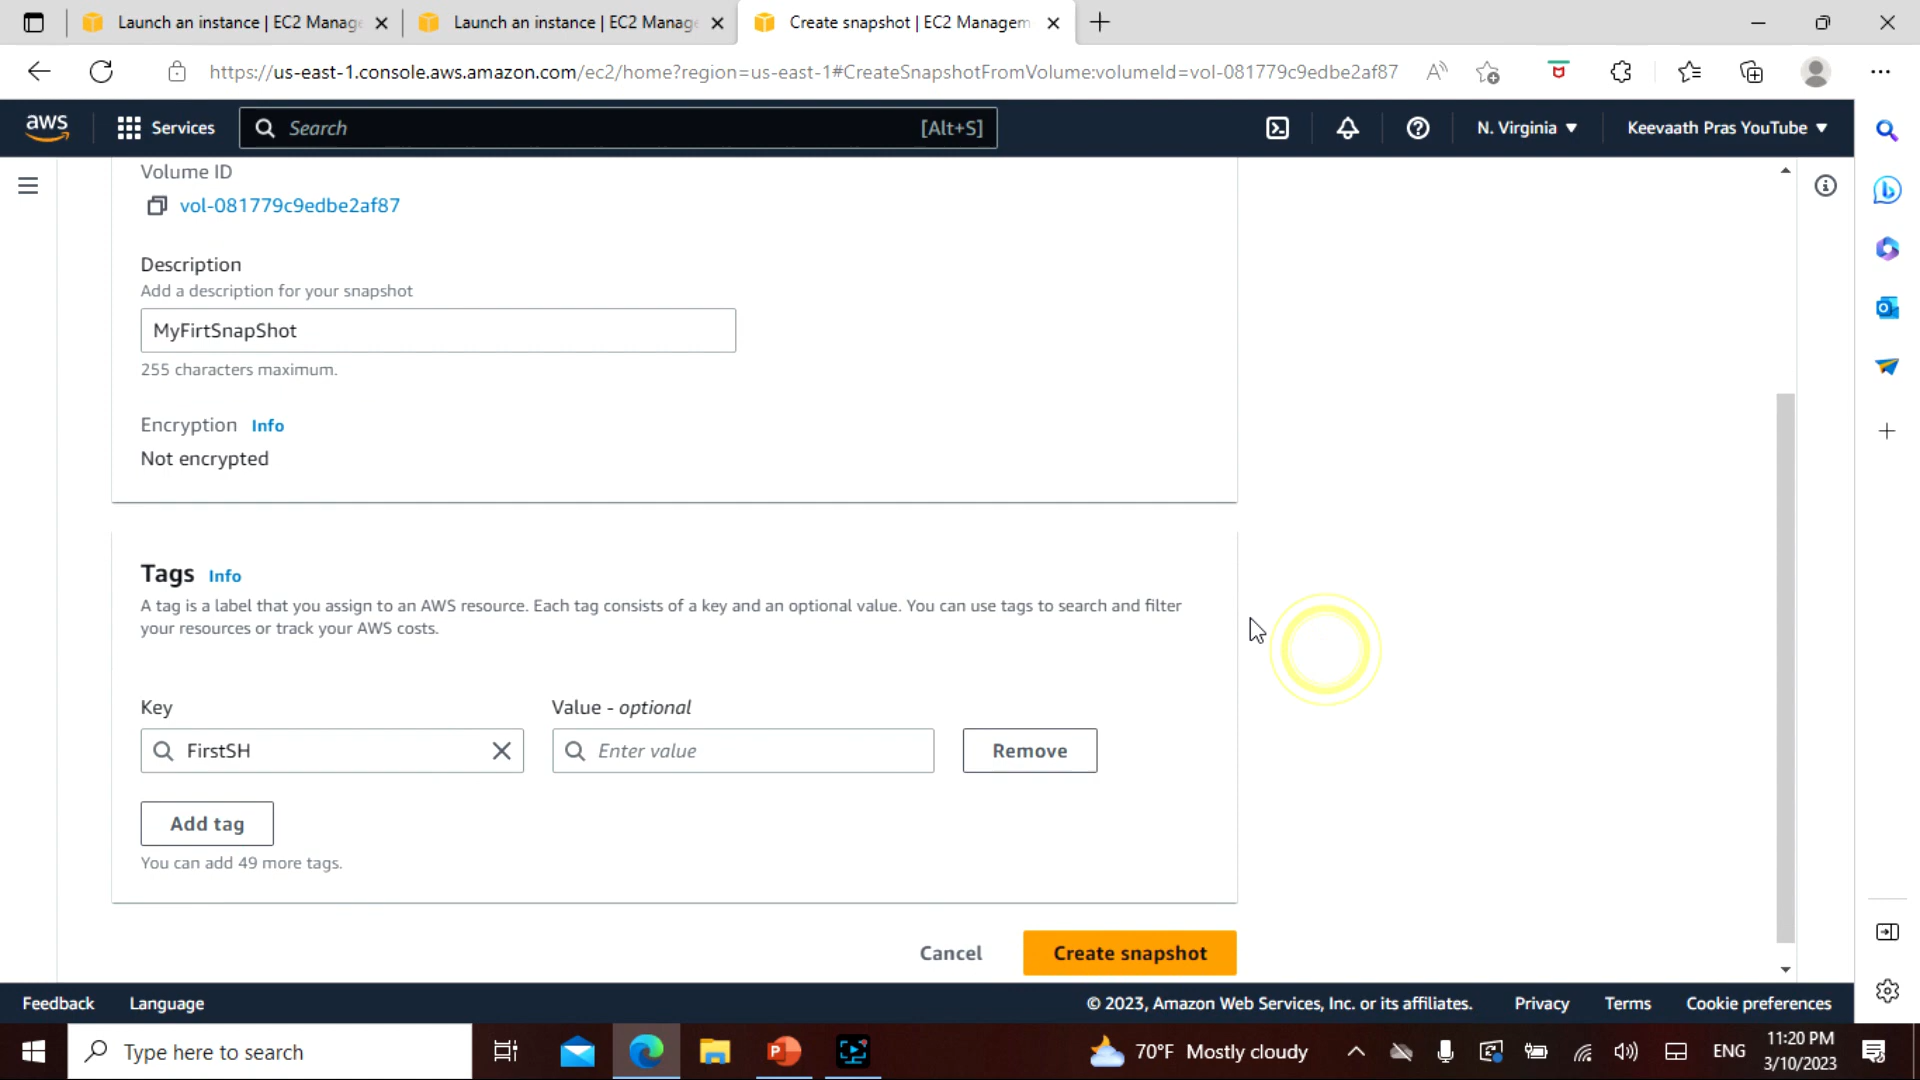 Launch an instance | EC2 Manage
Launch an instance | EC2 Manage
Create snapshot | EC2 Managem
https://us-east-1.console.aws.amazon.com/ec2/home?region=us-east-1#CreateSnapshotFromVolume:volumeId=vol-081779c9edbe2af87
aws
Services
Search
[Alt+S]
N. Virginia
Keevaath Pras YouTube
Volume ID
vol-081779c9edbe2af87
Description
Add a description for your snapshot
MyFirtSnapShot
255 characters maximum.
Encryption Info
Not encrypted
Tags Info
A tag is a label that you assign to an AWS resource. Each tag consists of a key and an optional value. You can use tags to search and filter
your resources or track your AWS costs.
Key
Value - optional
FirstSH
Enter value
Remove
Add tag
You can add 49 more tags.
Cancel
Create snapshot
Feedback
Language
© 2023, Amazon Web Services, Inc. or its affiliates.
Privacy
Terms
Cookie preferences
Type here to search
70°F Mostly cloudy
ENG
11:20 PM
3/10/2023